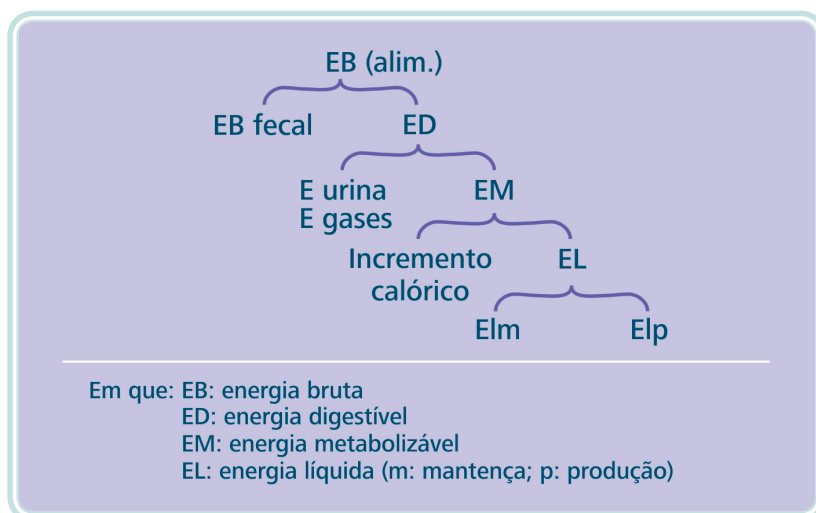 EB (alim.)
EB fecal ED
E urina EM
E gases
Incremento EL
calórico
Elm Elp
Em que: EB: energia bruta
ED: energia digestível
EM: energia metabolizável
EL: energia líquida (m: mantença; p: produção)